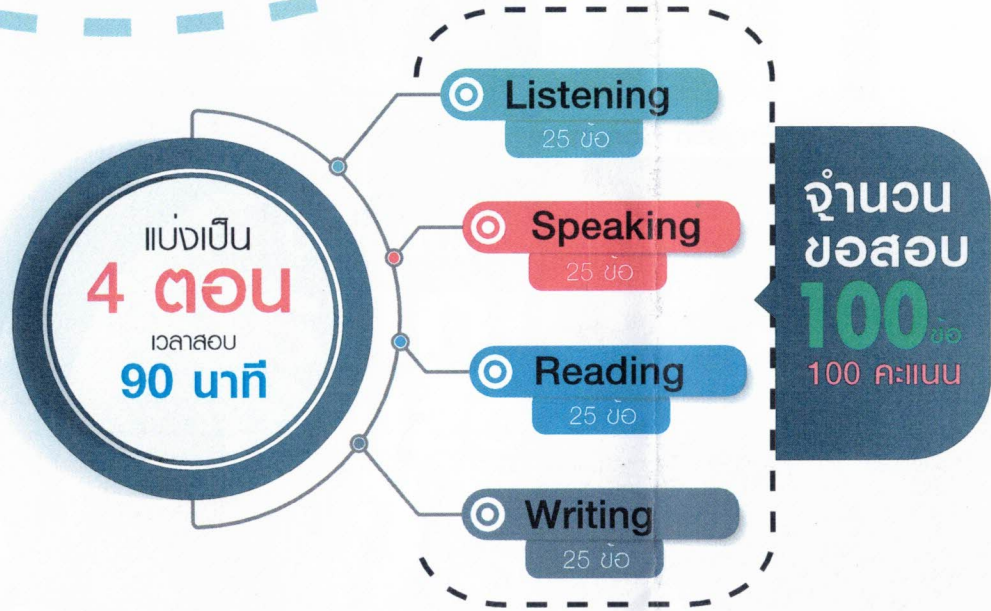 แบ่งเป็น
4 ตอน
เวลาสอบ
90 นาที
Listening
25 ข้อ
Speaking
25 ข้อ
Reading
25 ข้อ
Writing
25 ข้อ
จำนวน
ข้อสอบ
100 ข้อ
100 คะแนน